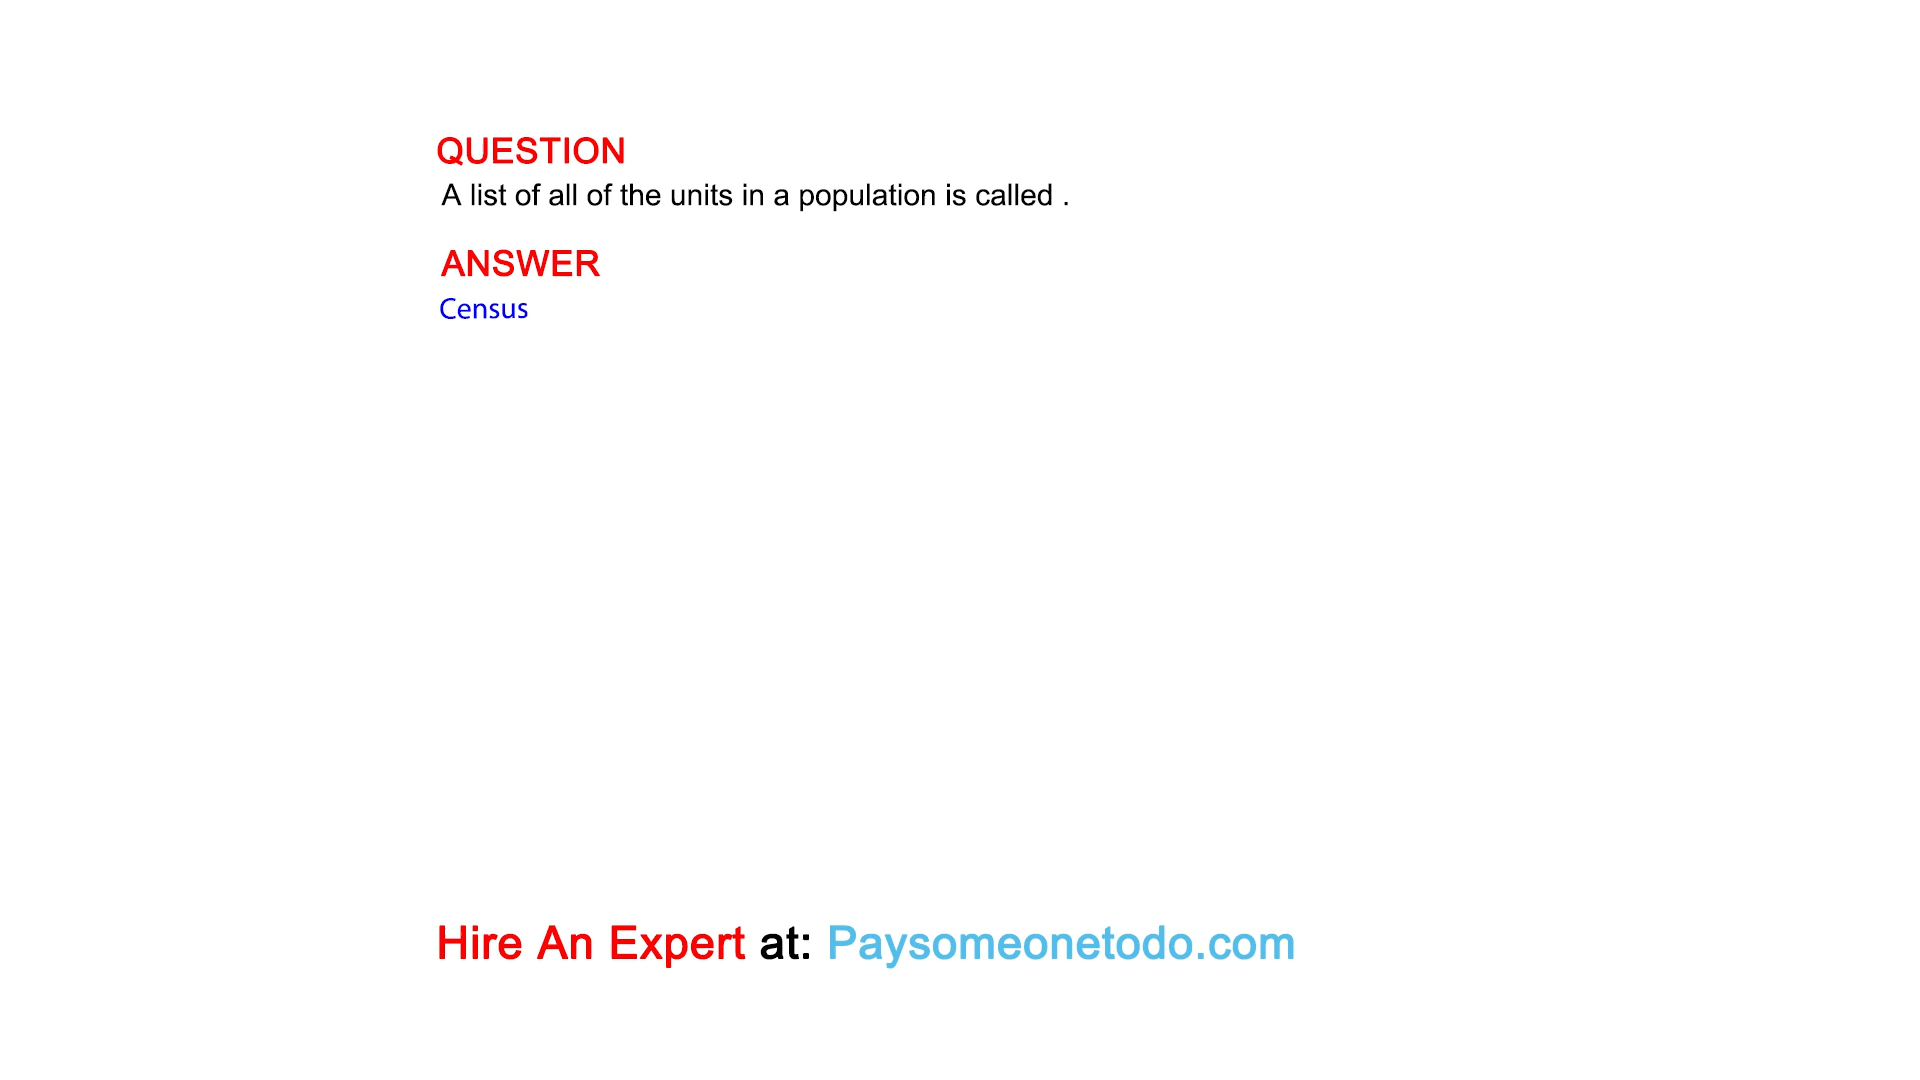 QUESTION
A list of all of the units in a population is called .
ANSWER
Census
Hire An Expert at: Paysomeonetodo.com